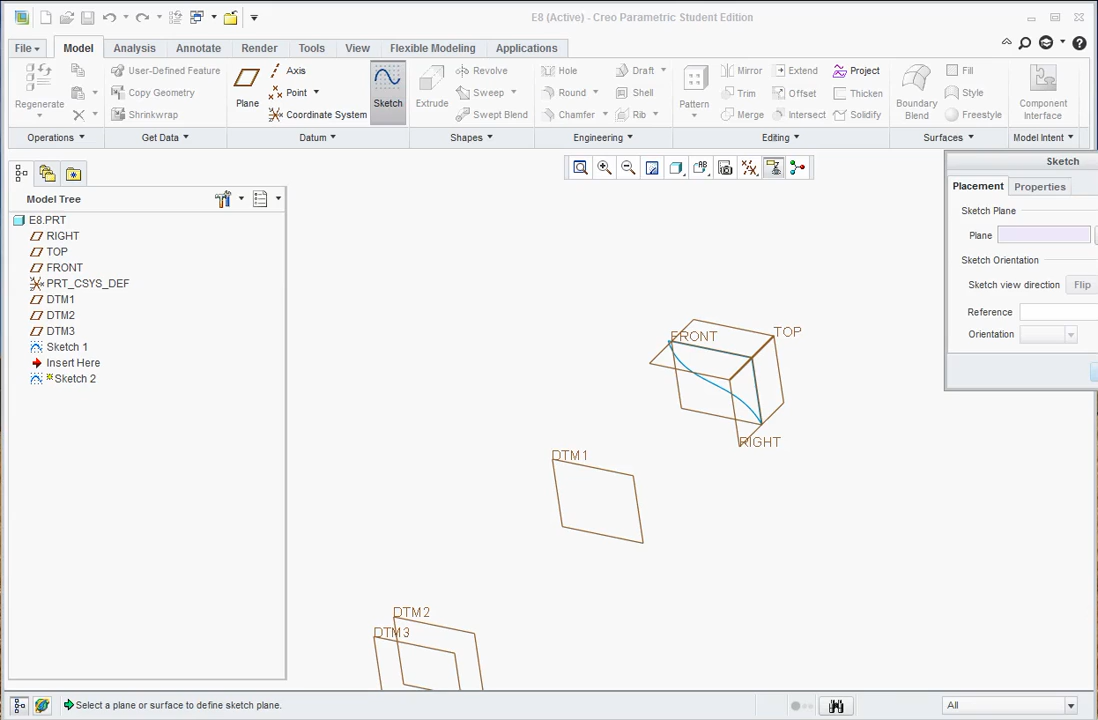 E8 (Active) - Creo Parametric Student Edition
File Model Analysis Annotate Render Tools View Flexible Modeling Applications
User-Defined Feature Axis Revolve Hole Draft Mirror Extend Project Fill
Regenerate Copy Geometry Plane Point Sketch Extrude Sweep Round Shell Pattern Trim Offset Thicken Boundary Blend Style Component Interface
Shrinkwrap Coordinate System Swept Blend Chamfer Rib Merge Intersect Solidify Freestyle
Operations Get Data Datum Shapes Engineering Editing Surfaces Model Intent
Sketch
Placement Properties
Sketch Plane
Plane
Sketch Orientation
Sketch view direction Flip
Reference
Orientation
Model Tree
E8.PRT
RIGHT
TOP
FRONT
PRT_CSYS_DEF
DTM1
DTM2
DTM3
Sketch 1
Insert Here
Sketch 2
FRONT
TOP
RIGHT
DTM1
DTM2
DTM3
Select a plane or surface to define sketch plane.
All